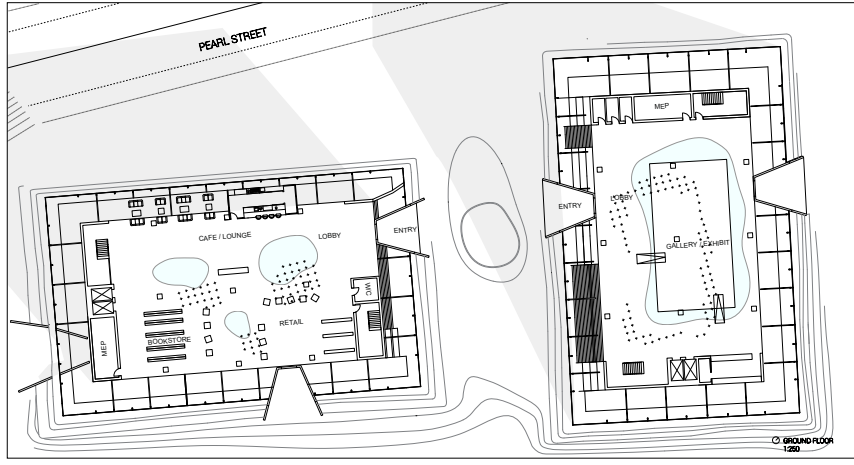 PEARL STREET
MEP
ENTRY
LOBBY
GALLERY / EXHIBIT
CAFE / LOUNGE
LOBBY
ENTRY
WC
RETAIL
BOOKSTORE
MEP
GROUND FLOOR
1:250